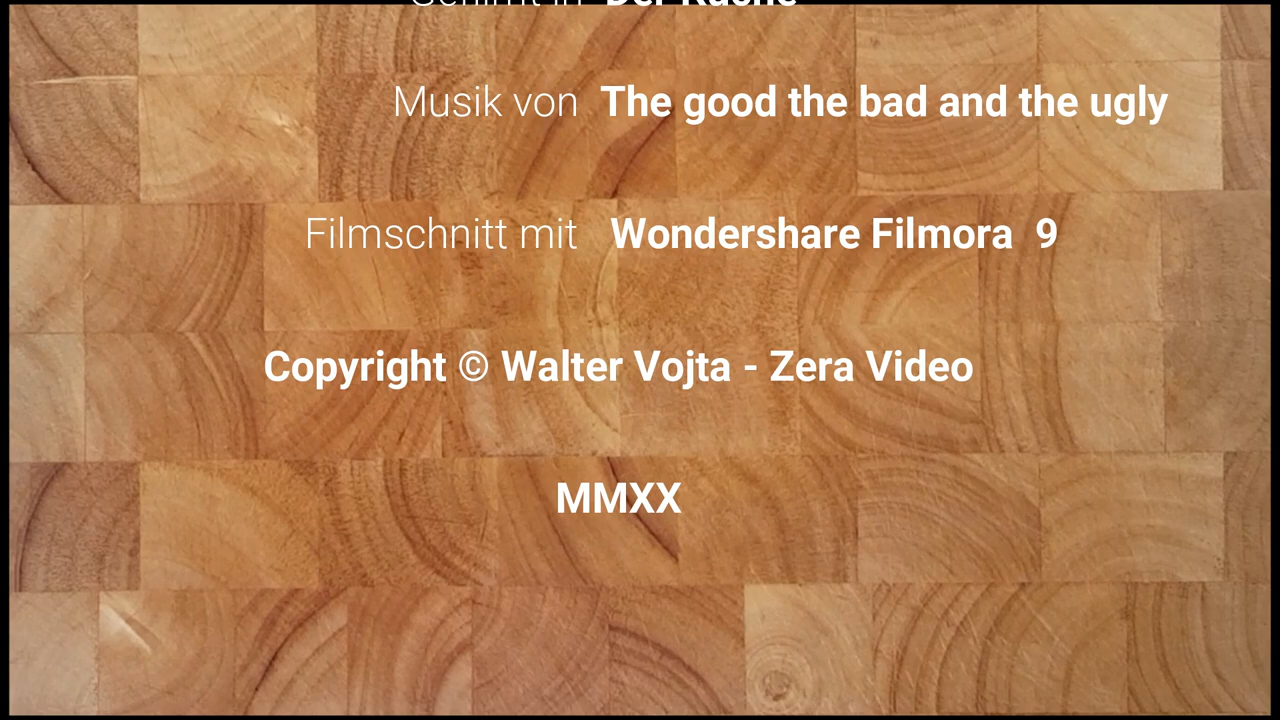 Musik von The good the bad and the ugly
Filmschnitt mit Wondershare Filmora 9
Copyright © Walter Vojta - Zera Video
MMXX